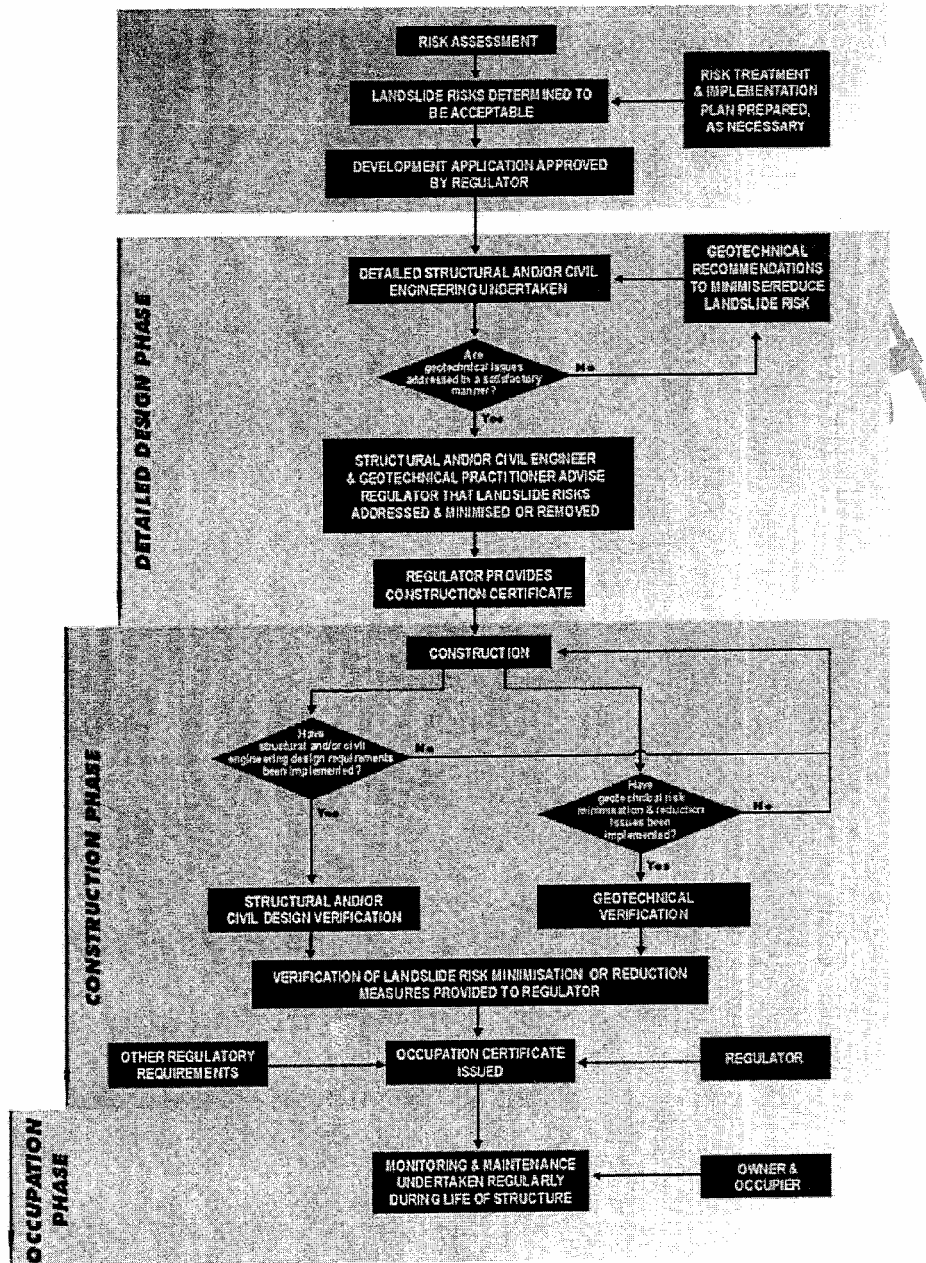 RISK ASSESSMENT
LANDSLIDE RISKS DETERMINED TO
BE ACCEPTABLE
RISK TREATMENT
& IMPLEMENTATION
PLAN PREPARED,
AS NECESSARY
DEVELOPMENT APPLICATION APPROVED
BY REGULATOR
DETAILED DESIGN PHASE
DETAILED STRUCTURAL AND/OR CIVIL
ENGINEERING UNDERTAKEN
GEOTECHNICAL
RECOMMENDATIONS
TO MINIMISE/REDUCE
LANDSLIDE RISK
Are
geotechnical issues
addressed in a satisfactory
manner?
No
Yes
STRUCTURAL AND/OR CIVIL ENGINEER
& GEOTECHNICAL PRACTITIONER ADVISE
REGULATOR THAT LANDSLIDE RISKS
ADDRESSED & MINIMISED OR REMOVED
REGULATOR PROVIDES
CONSTRUCTION CERTIFICATE
CONSTRUCTION PHASE
CONSTRUCTION
Have
structural and/or civil
engineering design requirements
been implemented?
No
Yes
Have
geotechnical risk
minimisation & reduction
issues been
implemented?
No
Yes
STRUCTURAL AND/OR
CIVIL DESIGN VERIFICATION
GEOTECHNICAL
VERIFICATION
VERIFICATION OF LANDSLIDE RISK MINIMISATION OR REDUCTION
MEASURES PROVIDED TO REGULATOR
OTHER REGULATORY
REQUIREMENTS
OCCUPATION CERTIFICATE
ISSUED
REGULATOR
OCCUPATION
PHASE
MONITORING & MAINTENANCE
UNDERTAKEN REGULARLY
DURING LIFE OF STRUCTURE
OWNER &
OCCUPIER